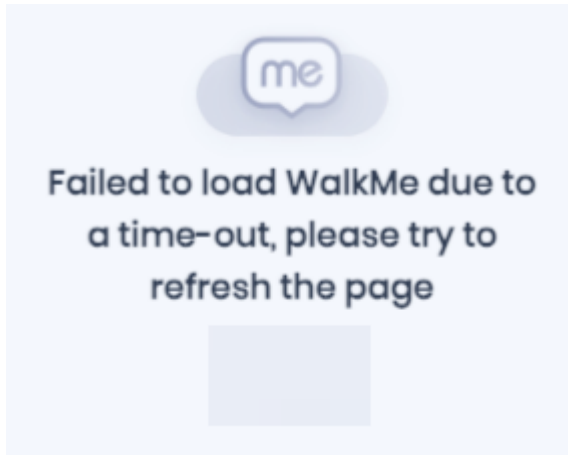 me
Failed to load WalkMe due to
a time-out, please try to
refresh the page